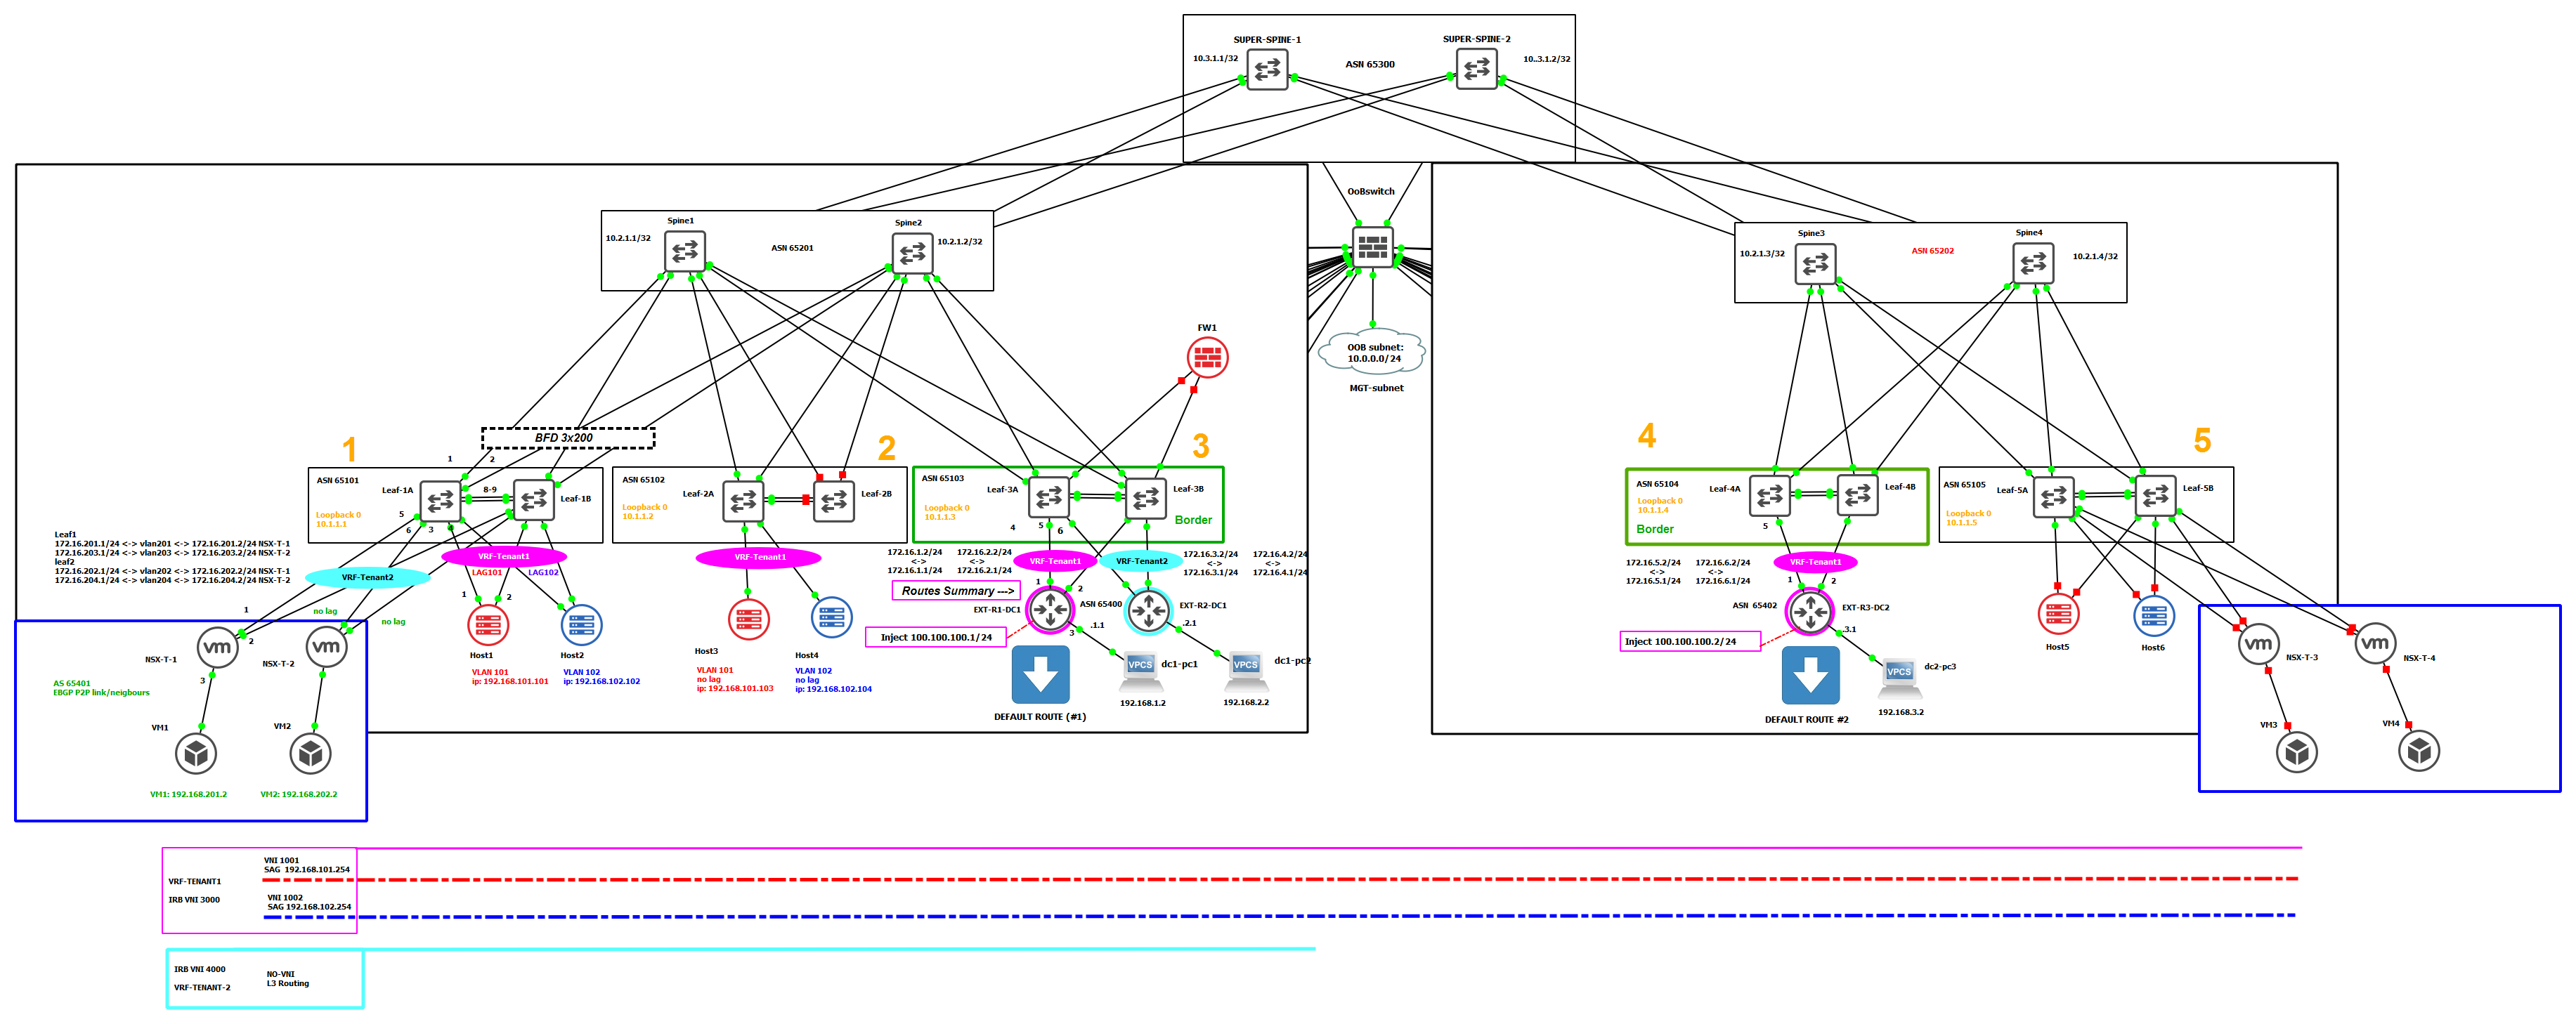 SUPER-SPINE-1
SUPER-SPINE-2
10.3.1.1/32
ASN 65300
10..3.1.2/32
OoBswitch
Spine1
Spine2
10.2.1.1/32
ASN 65201
10.2.1.2/32
Spine3
Spine4
10.2.1.3/32
ASN 65202
10.2.1.4/32
FW1
OOB subnet:
10.0.0.0/24
MGT-subnet
BFD 3x200
1
2
3
4
5
1
2
ASN 65101
Leaf-1A
8-9
Leaf-1B
Loopback 0
10.1.1.1
5
6
3
4
ASN 65102
Leaf-2A
Leaf-2B
Loopback 0
10.1.1.2
ASN 65103
Leaf-3A
Leaf-3B
Loopback 0
10.1.1.3
Border
4
5
6
ASN 65104
Leaf-4A
Leaf-4B
Loopback 0
10.1.1.4
Border
5
ASN 65105
Leaf-5A
Leaf-5B
Loopback 0
10.1.1.5
Leaf1
172.16.201.1/24 <-> vlan201 <-> 172.16.201.2/24 NSX-T-1
172.16.203.1/24 <-> vlan203 <-> 172.16.203.2/24 NSX-T-2
leaf2
172.16.202.1/24 <-> vlan202 <-> 172.16.202.2/24 NSX-T-1
172.16.204.1/24 <-> vlan204 <-> 172.16.204.2/24 NSX-T-2
VRF-Tenant2
VRF-Tenant1
LAG101
LAG102
VRF-Tenant1
172.16.1.2/24
<->
172.16.1.1/24
172.16.2.2/24
<->
172.16.2.1/24
VRF-Tenant1
VRF-Tenant2
172.16.3.2/24
<->
172.16.3.1/24
172.16.4.2/24
<->
172.16.4.1/24
172.16.5.2/24
<->
172.16.5.1/24
172.16.6.2/24
<->
172.16.6.1/24
VRF-Tenant1
1
2
no lag
no lag
1
2
Routes Summary --->
1
2
EXT-R1-DC1
ASN 65400
EXT-R2-DC1
.1.1
.2.1
3
Inject 100.100.100.1/24
1
2
ASN 65402
EXT-R3-DC2
.3.1
Inject 100.100.100.2/24
NSX-T-1
NSX-T-2
3
AS 65401
EBGP P2P link/neigbours
VM1
VM2
VM1: 192.168.201.2
VM2: 192.168.202.2
Host1
VLAN 101
ip: 192.168.101.101
Host2
VLAN 102
ip: 192.168.102.102
Host3
VLAN 101
no lag
ip: 192.168.101.103
Host4
VLAN 102
no lag
ip: 192.168.102.104
VPCS
dc1-pc1
192.168.1.2
VPCS
dc1-pc2
192.168.2.2
DEFAULT ROUTE (#1)
VPCS
dc2-pc3
192.168.3.2
DEFAULT ROUTE #2
Host5
Host6
NSX-T-3
NSX-T-4
VM3
VM4
vm
vm
vm
vm
VRF-TENANT1
IRB VNI 3000
VNI 1001
SAG 192.168.101.254
VNI 1002
SAG 192.168.102.254
IRB VNI 4000
VRF-TENANT-2
NO-VNI
L3 Routing